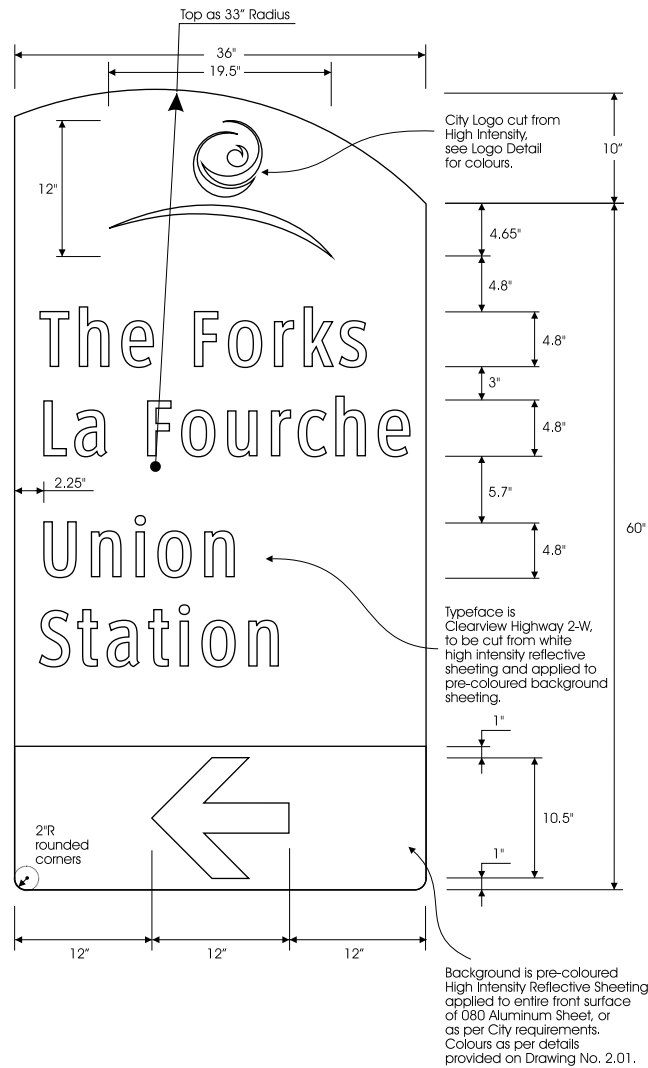 Top as 33” Radius
36"
19.5"
City Logo cut from
High Intensity,
see Logo Detail
for colours.
10”
12"
4.65"
4.8"
The Forks
4.8"
3"
La Fourche
4.8"
2.25"
5.7"
60"
Union
4.8"
Station
Typeface is
Clearview Highway 2-W,
to be cut from white
high intensity reflective
sheeting and applied to
pre-coloured background
sheeting.
1"
10.5"
2"R
rounded
corners
1"
12”
12”
12”
Background is pre-coloured
High Intensity Reflective Sheeting
applied to entire front surface
of 080 Aluminum Sheet, or
as per City requirements.
Colours as per details
provided on Drawing No. 2.01.